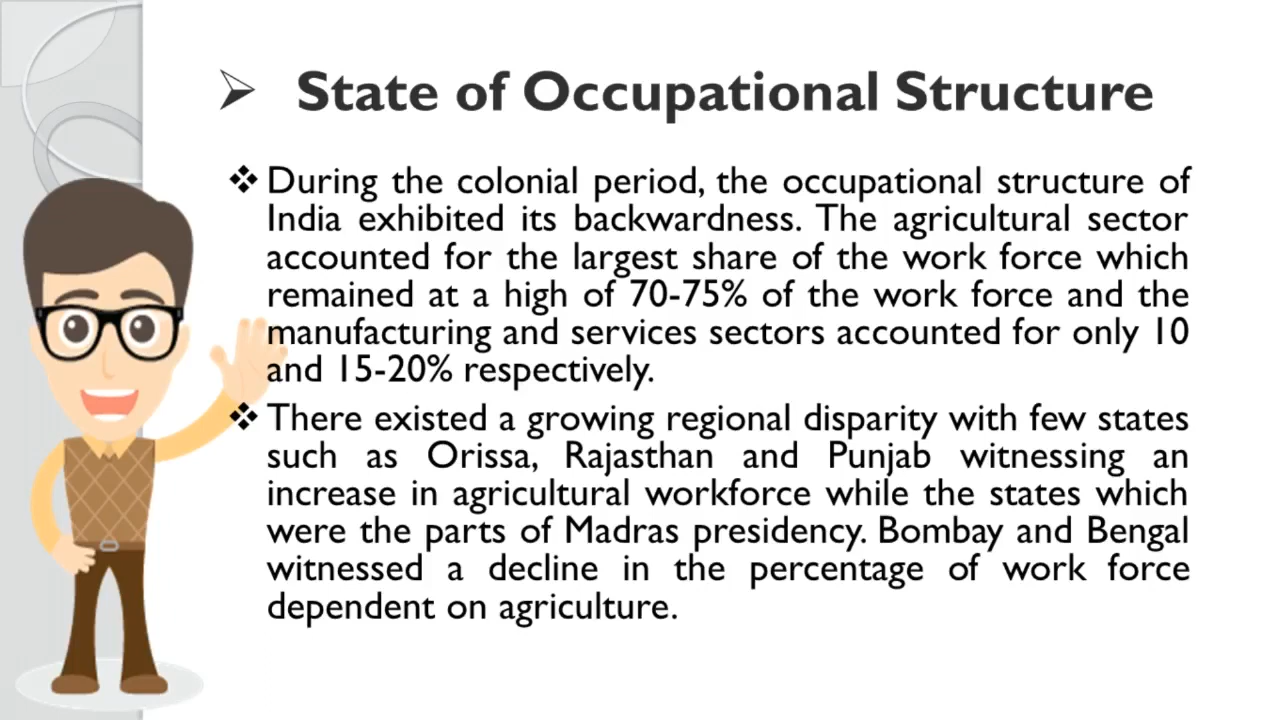 State of Occupational Structure
During the colonial period, the occupational structure of
India exhibited its backwardness. The agricultural sector
accounted for the largest share of the work force which
remained at a high of 70-75% of the work force and the
manufacturing and services sectors accounted for only 10
and 15-20% respectively.
There existed a growing regional disparity with few states
such as Orissa, Rajasthan and Punjab witnessing an
increase in agricultural workforce while the states which
were the parts of Madras presidency. Bombay and Bengal
witnessed a decline in the percentage of work force
dependent on agriculture.